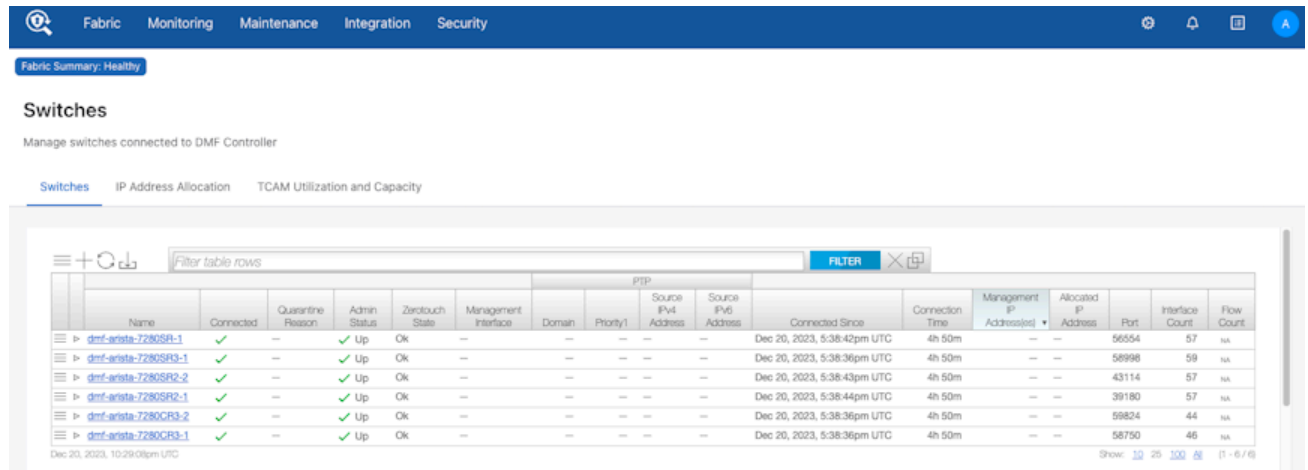 Fabric Monitoring Maintenance Integration Security A
Fabric Summary: Healthy
Switches
Manage switches connected to DMF Controller
Switches IP Address Allocation TCAM Utilization and Capacity
Filter table rows FILTER
PTP
Name Connected Quarantine Reason Admin Status Zerotouch State Management Interface Domain Priority1 Source IPv4 Address Source IPv6 Address Connected Since Connection Time Management IP Address(es) Allocated IP Address Port Interface Count Flow Count
dmf-arista-7280SR-1 — Up Ok — — — — — Dec 20, 2023, 5:38:42pm UTC 4h 50m — — 56554 57 NA
dmf-arista-7280SR3-1 — Up Ok — — — — — Dec 20, 2023, 5:38:36pm UTC 4h 50m — — 58998 59 NA
dmf-arista-7280SR2-2 — Up Ok — — — — — Dec 20, 2023, 5:38:43pm UTC 4h 50m — — 43114 57 NA
dmf-arista-7280SR2-1 — Up Ok — — — — — Dec 20, 2023, 5:38:44pm UTC 4h 50m — — 39180 57 NA
dmf-arista-7280CR3-2 — Up Ok — — — — — Dec 20, 2023, 5:38:36pm UTC 4h 50m — — 59824 44 NA
dmf-arista-7280CR3-1 — Up Ok — — — — — Dec 20, 2023, 5:38:36pm UTC 4h 50m — — 58750 46 NA
Dec 20, 2023, 10:29:08pm UTC Show: 10 25 100 All (1 - 6 / 6)